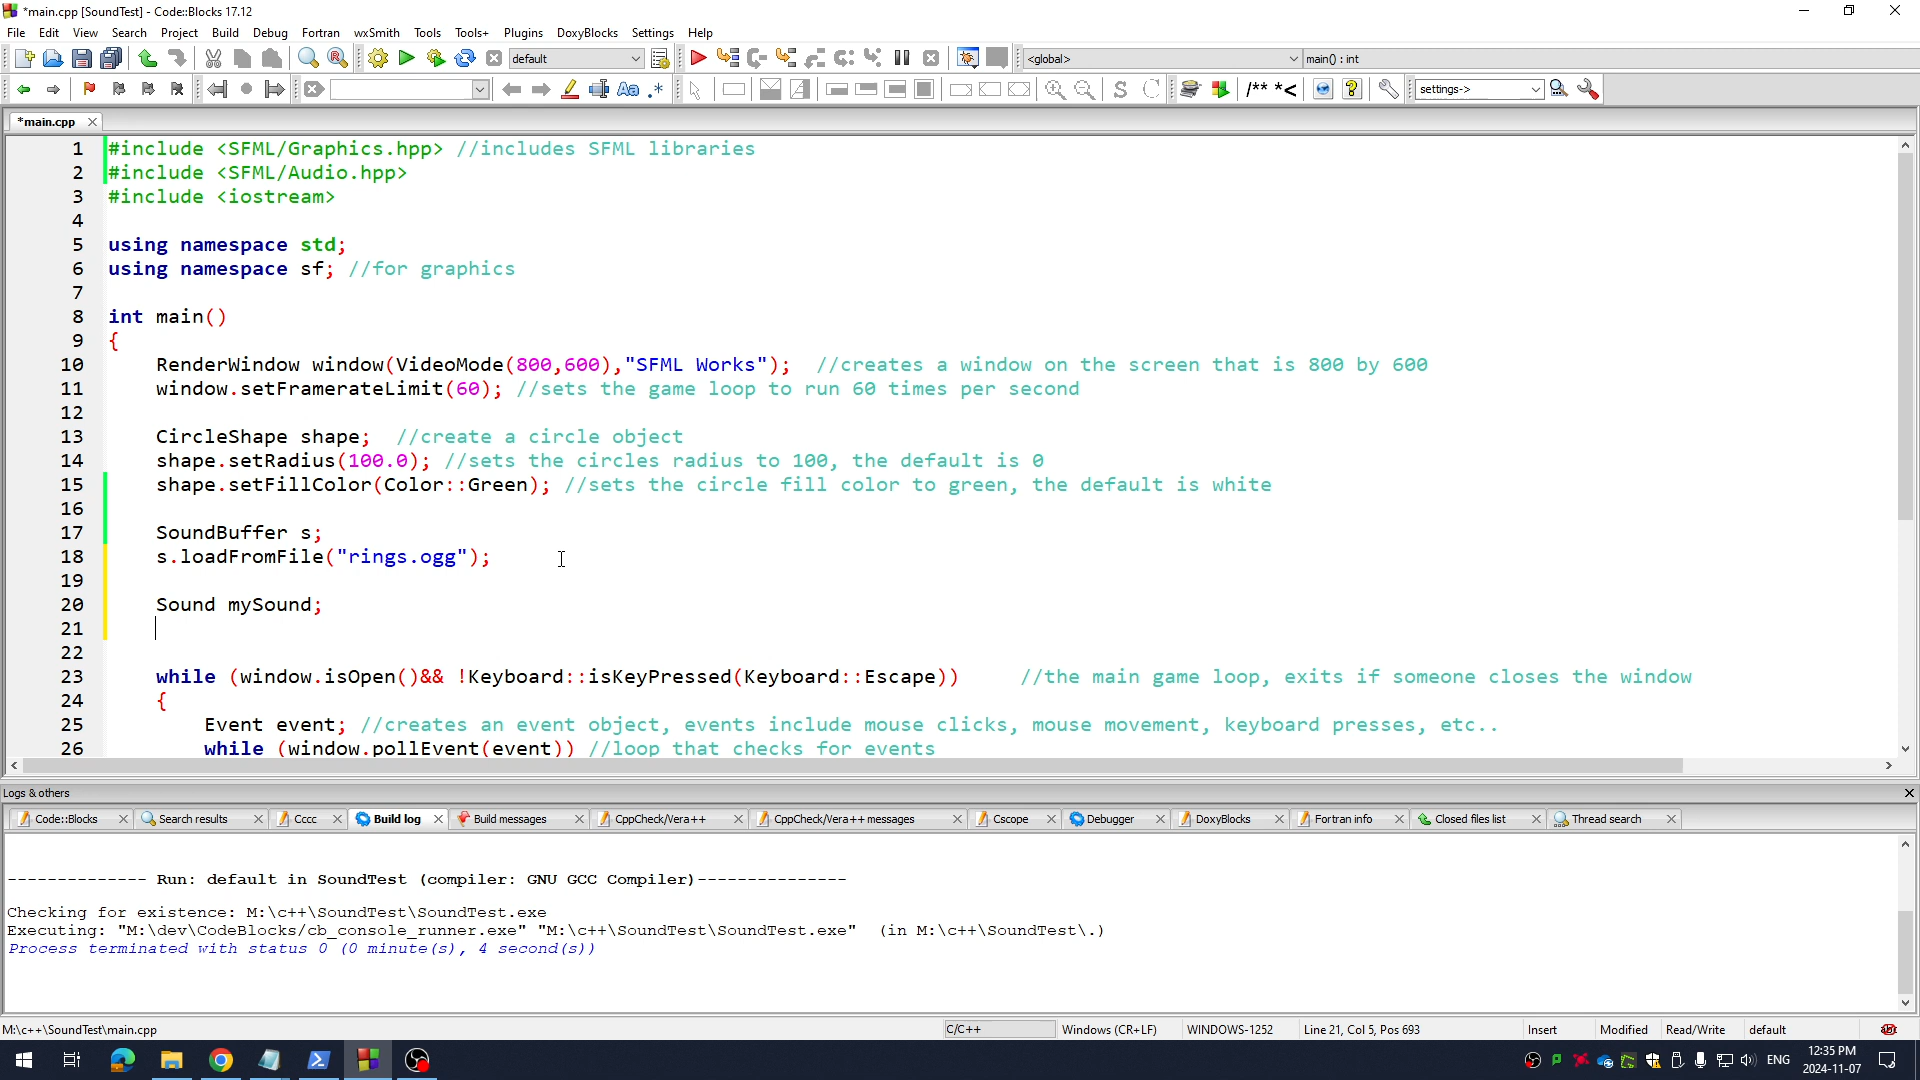 *main.cpp [SoundTest] - Code::Blocks 17.12
File Edit View Search Project Build Debug Fortran wxSmith Tools Tools+ Plugins DoxyBlocks Settings Help
default <global> main() : int
Aa .* S /** *< settings->
*main.cpp
1 #include <SFML/Graphics.hpp> //includes SFML libraries
2 #include <SFML/Audio.hpp>
3 #include <iostream>
4
5 using namespace std;
6 using namespace sf; //for graphics
7
8 int main()
9 {
10 RenderWindow window(VideoMode(800,600),"SFML Works"); //creates a window on the screen that is 800 by 600
11 window.setFramerateLimit(60); //sets the game loop to run 60 times per second
12
13 CircleShape shape; //create a circle object
14 shape.setRadius(100.0); //sets the circles radius to 100, the default is 0
15 shape.setFillColor(Color::Green); //sets the circle fill color to green, the default is white
16
17 SoundBuffer s;
18 s.loadFromFile("rings.ogg");
19
20 Sound mySound;
21
22
23 while (window.isOpen()&& !Keyboard::isKeyPressed(Keyboard::Escape)) //the main game loop, exits if someone closes the window
24 {
25 Event event; //creates an event object, events include mouse clicks, mouse movement, keyboard presses, etc..
26 while (window.pollEvent(event)) //loop that checks for events
Logs & others
Code::Blocks Search results Cccc Build log Build messages CppCheck/Vera++ CppCheck/Vera++ messages Cscope Debugger DoxyBlocks Fortran info Closed files list Thread search
-------------- Run: default in SoundTest (compiler: GNU GCC Compiler)---------------
Checking for existence: M:\c++\SoundTest\SoundTest.exe
Executing: "M:\dev\CodeBlocks/cb_console_runner.exe" "M:\c++\SoundTest\SoundTest.exe" (in M:\c++\SoundTest\.)
Process terminated with status 0 (0 minute(s), 4 second(s))
M:\c++\SoundTest\main.cpp C/C++ Windows (CR+LF) WINDOWS-1252 Line 21, Col 5, Pos 693 Insert Modified Read/Write default
ENG 12:35 PM
2024-11-07